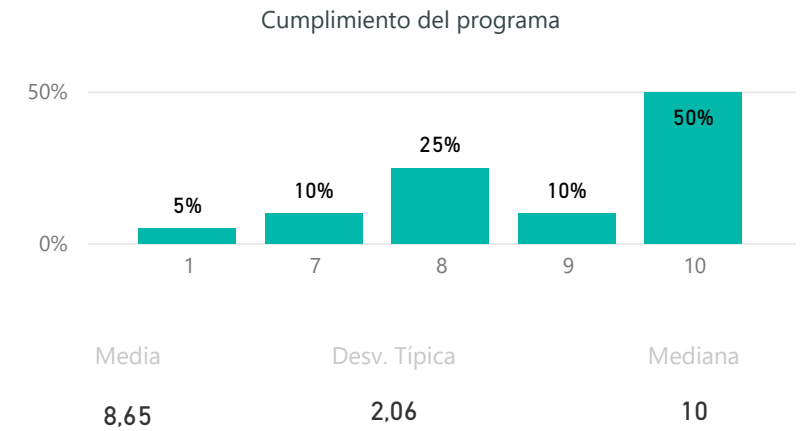 Cumplimiento del programa
50%
50%
25%
10%
10%
5%
0%
1 7 8 9 10
Media Desv. Típica Mediana
8,65 2,06 10